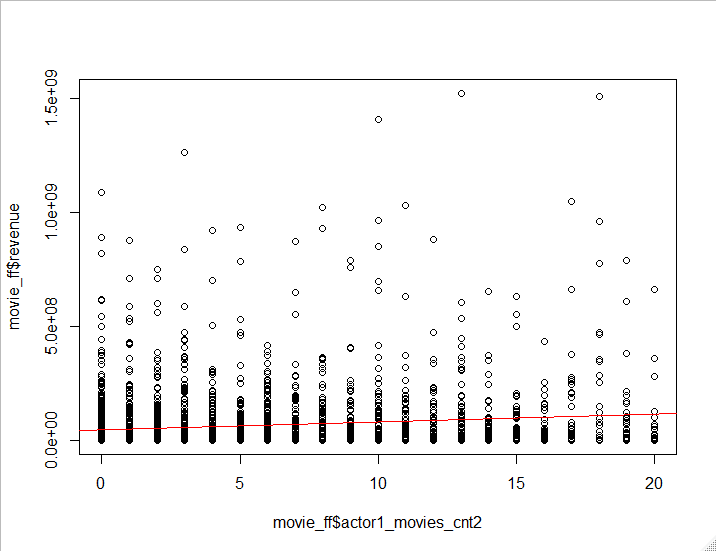 movie_ff$revenue
1.5e+09
1.0e+09
5.0e+08
0.0e+00
0 5 10 15 20
movie_ff$actor1_movies_cnt2